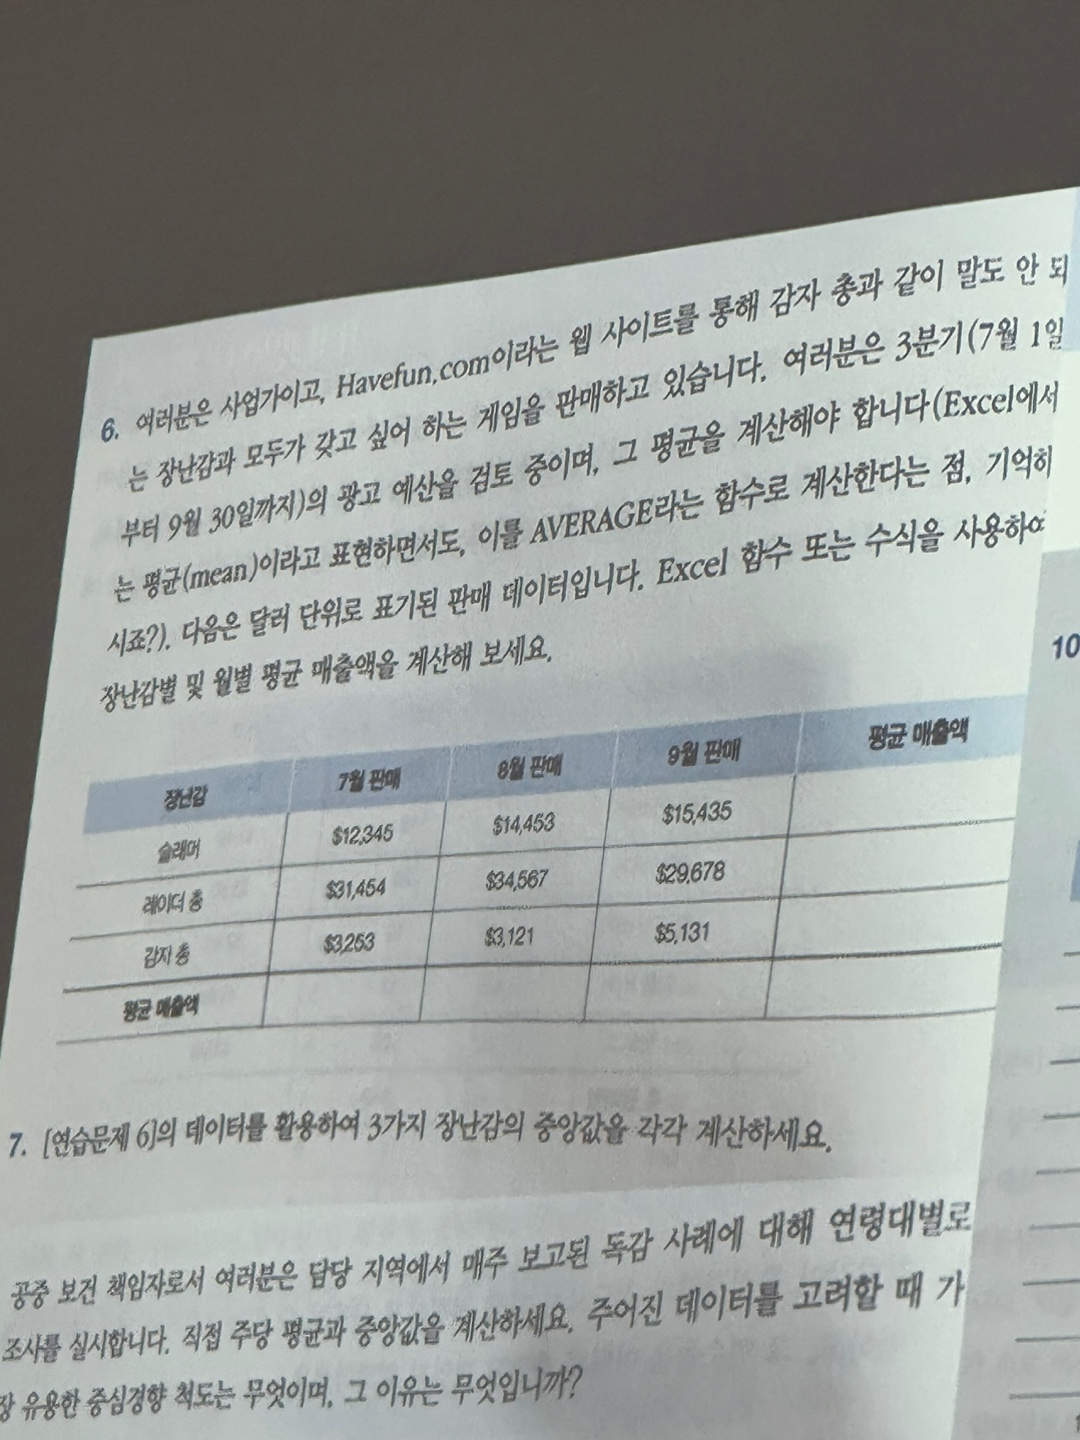 6. 여러분은 사업가이고, Havefun.com이라는 웹 사이트를 통해 감자 총과 같이 말도 안 되
는 장난감과 모두가 갖고 싶어 하는 게임을 판매하고 있습니다. 여러분은 3분기(7월 1일
부터 9월 30일까지)의 광고 예산을 검토 중이며, 그 평균을 계산해야 합니다(Excel에서
는 평균(mean)이라고 표현하면서도, 이를 AVERAGE라는 함수로 계산한다는 점, 기억하
시죠?). 다음은 달러 단위로 표기된 판매 데이터입니다. Excel 함수 또는 수식을 사용하여
장난감별 및 월별 평균 매출액을 계산해 보세요.
장난감 7월 판매 8월 판매 9월 판매 평균 매출액
슬래머 $12,345 $14,453 $15,435
레이더 총 $31,454 $34,567 $29,678
감자 총 $3,253 $3,121 $5,131
평균 매출액
7. [연습문제 6]의 데이터를 활용하여 3가지 장난감의 중앙값을 각각 계산하세요.
공중 보건 책임자로서 여러분은 담당 지역에서 매주 보고된 독감 사례에 대해 연령대별로
조사를 실시합니다. 직접 주당 평균과 중앙값을 계산하세요. 주어진 데이터를 고려할 때 가
장 유용한 중심경향 척도는 무엇이며, 그 이유는 무엇입니까?
10